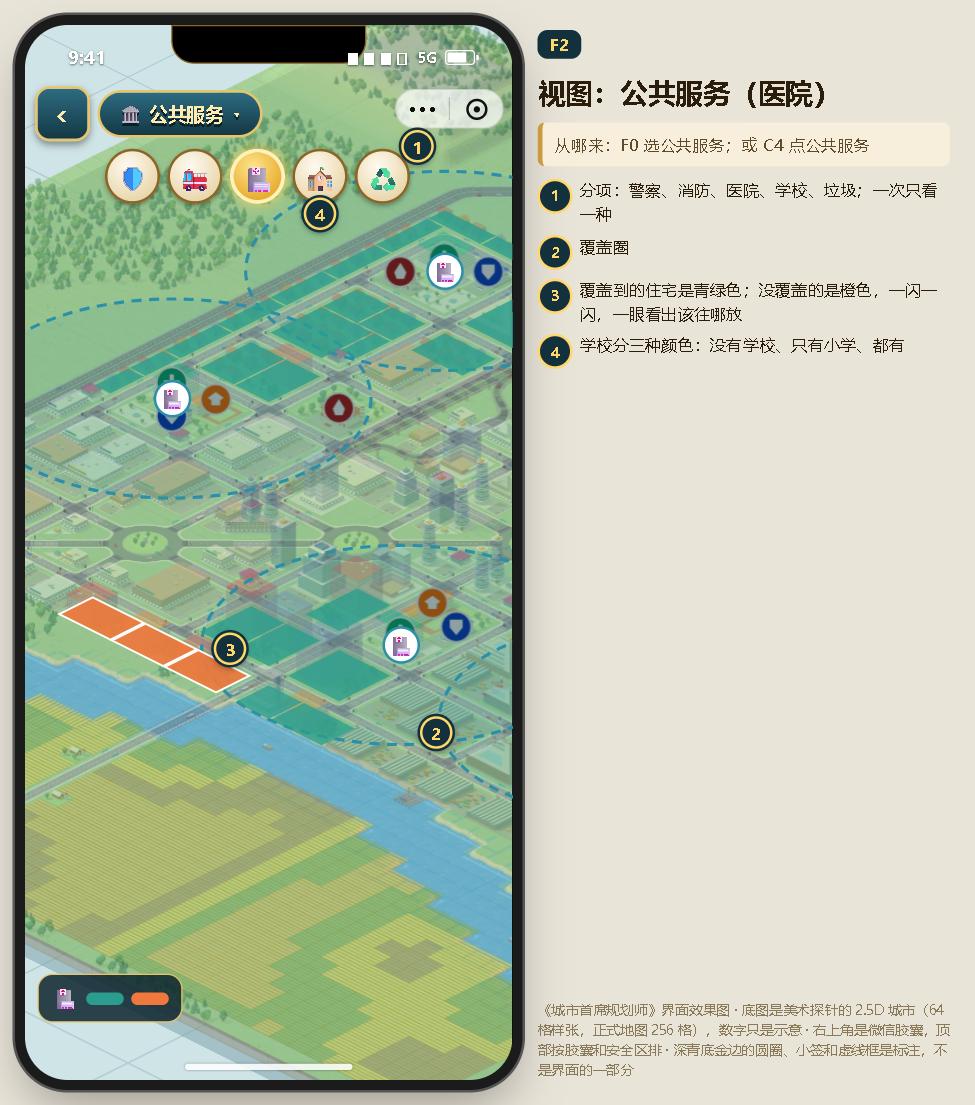 9:41
5G
公共服务
1
4
3
2
F2
视图：公共服务（医院）
从哪来：F0 选公共服务；或 C4 点公共服务
1 分项：警察、消防、医院、学校、垃圾；一次只看
一种
2 覆盖圈
3 覆盖到的住宅是青绿色；没覆盖的是橙色，一闪一
闪，一眼看出该往哪放
4 学校分三种颜色：没有学校、只有小学、都有
《城市首席规划师》界面效果图 · 底图是美术探针的 2.5D 城市（64
格样张，正式地图 256 格），数字只是示意 · 右上角是微信胶囊，顶
部按胶囊和安全区排 · 深青底金边的圆圈、小签和虚线框是标注，不
是界面的一部分